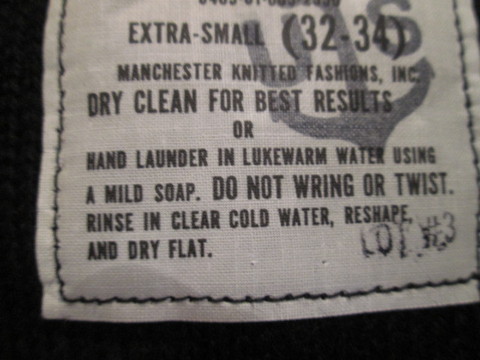 EXTRA-SMALL (32-34)
US
MANCHESTER KNITTED FASHIONS, INC.
DRY CLEAN FOR BEST RESULTS
OR
HAND LAUNDER IN LUKEWARM WATER USING
A MILD SOAP. DO NOT WRING OR TWIST.
RINSE IN CLEAR COLD WATER, RESHAPE,
AND DRY FLAT.
LOT #3